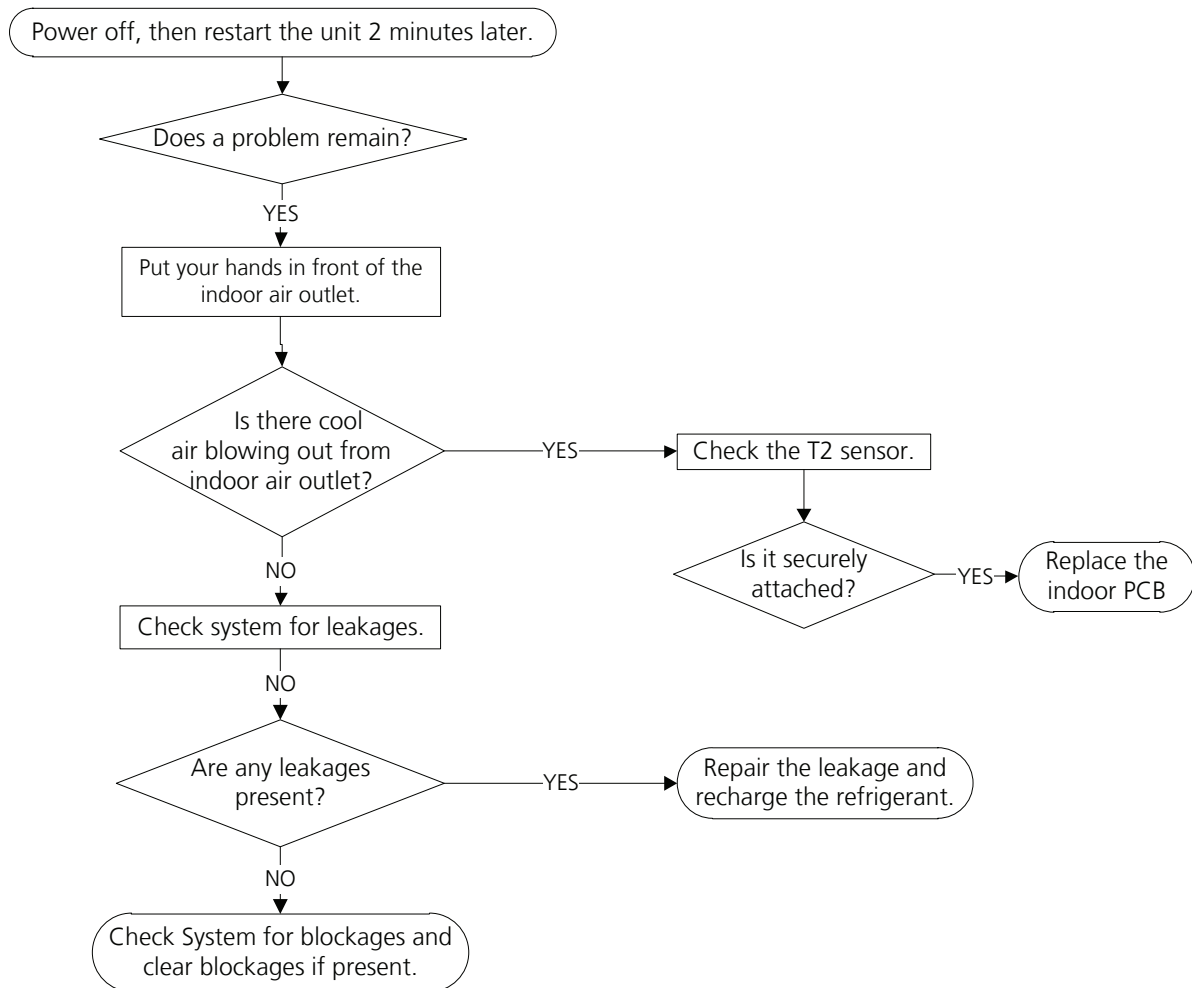 Power off, then restart the unit 2 minutes later.
Does a problem remain?
YES
Put your hands in front of the
indoor air outlet.
Is there cool
air blowing out from
indoor air outlet?
YES
Check the T2 sensor.
Is it securely
attached?
YES
Replace the
indoor PCB
NO
Check system for leakages.
NO
Are any leakages
present?
YES
Repair the leakage and
recharge the refrigerant.
NO
Check System for blockages and
clear blockages if present.